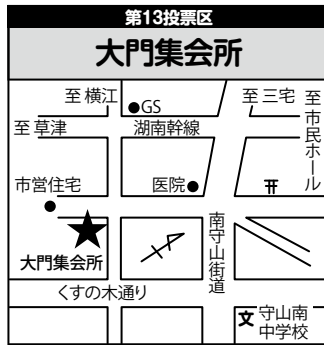 第13投票区
大門集会所
至 横江
GS
至 三宅
至 市民ホール
至 草津
湖南幹線
市営住宅
医院
南守山街道
大門集会所
くすの木通り
文 守山南
中学校